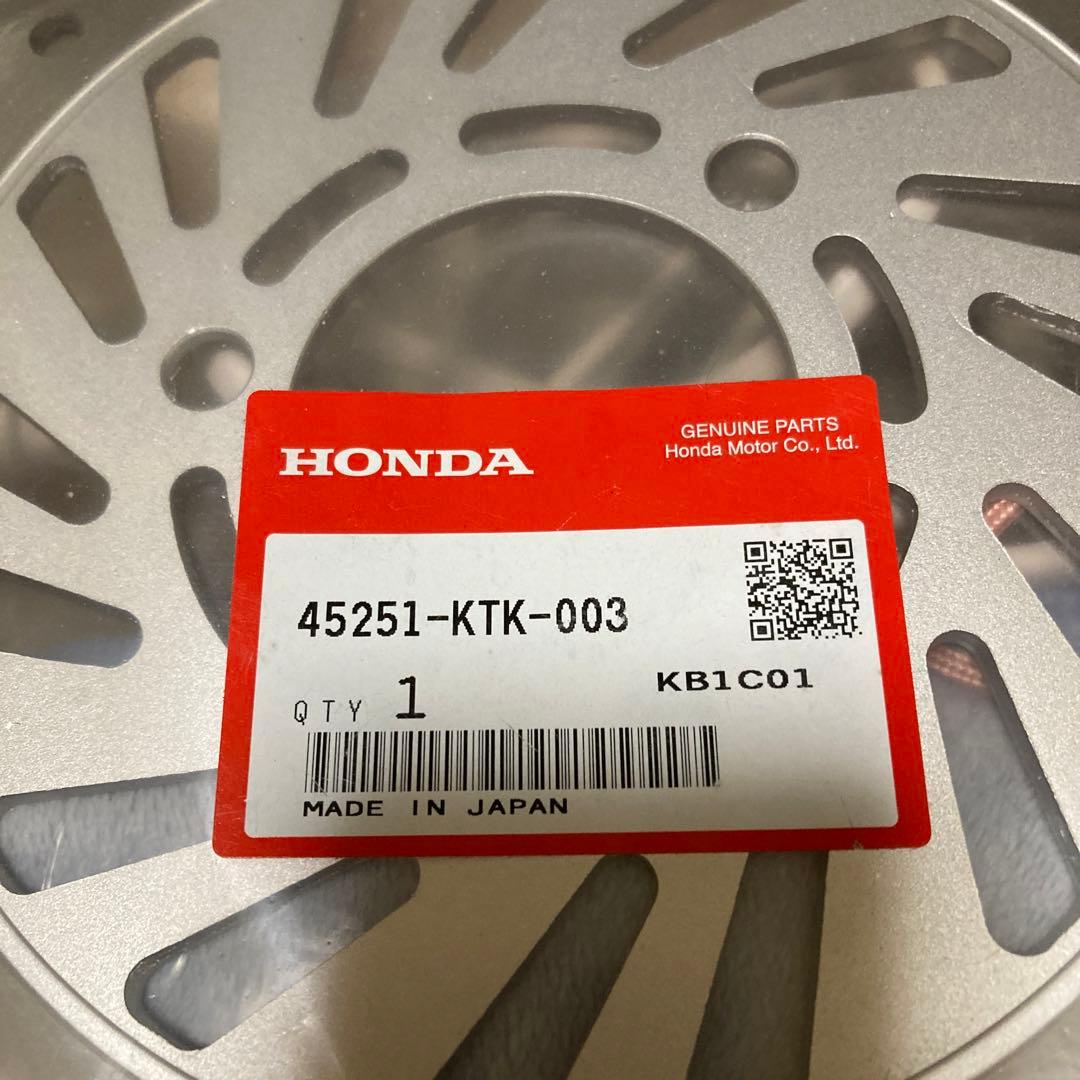 HONDA
GENUINE PARTS
Honda Motor Co., Ltd.
45251-KTK-003
KB1C01
QTY 1
MADE IN JAPAN